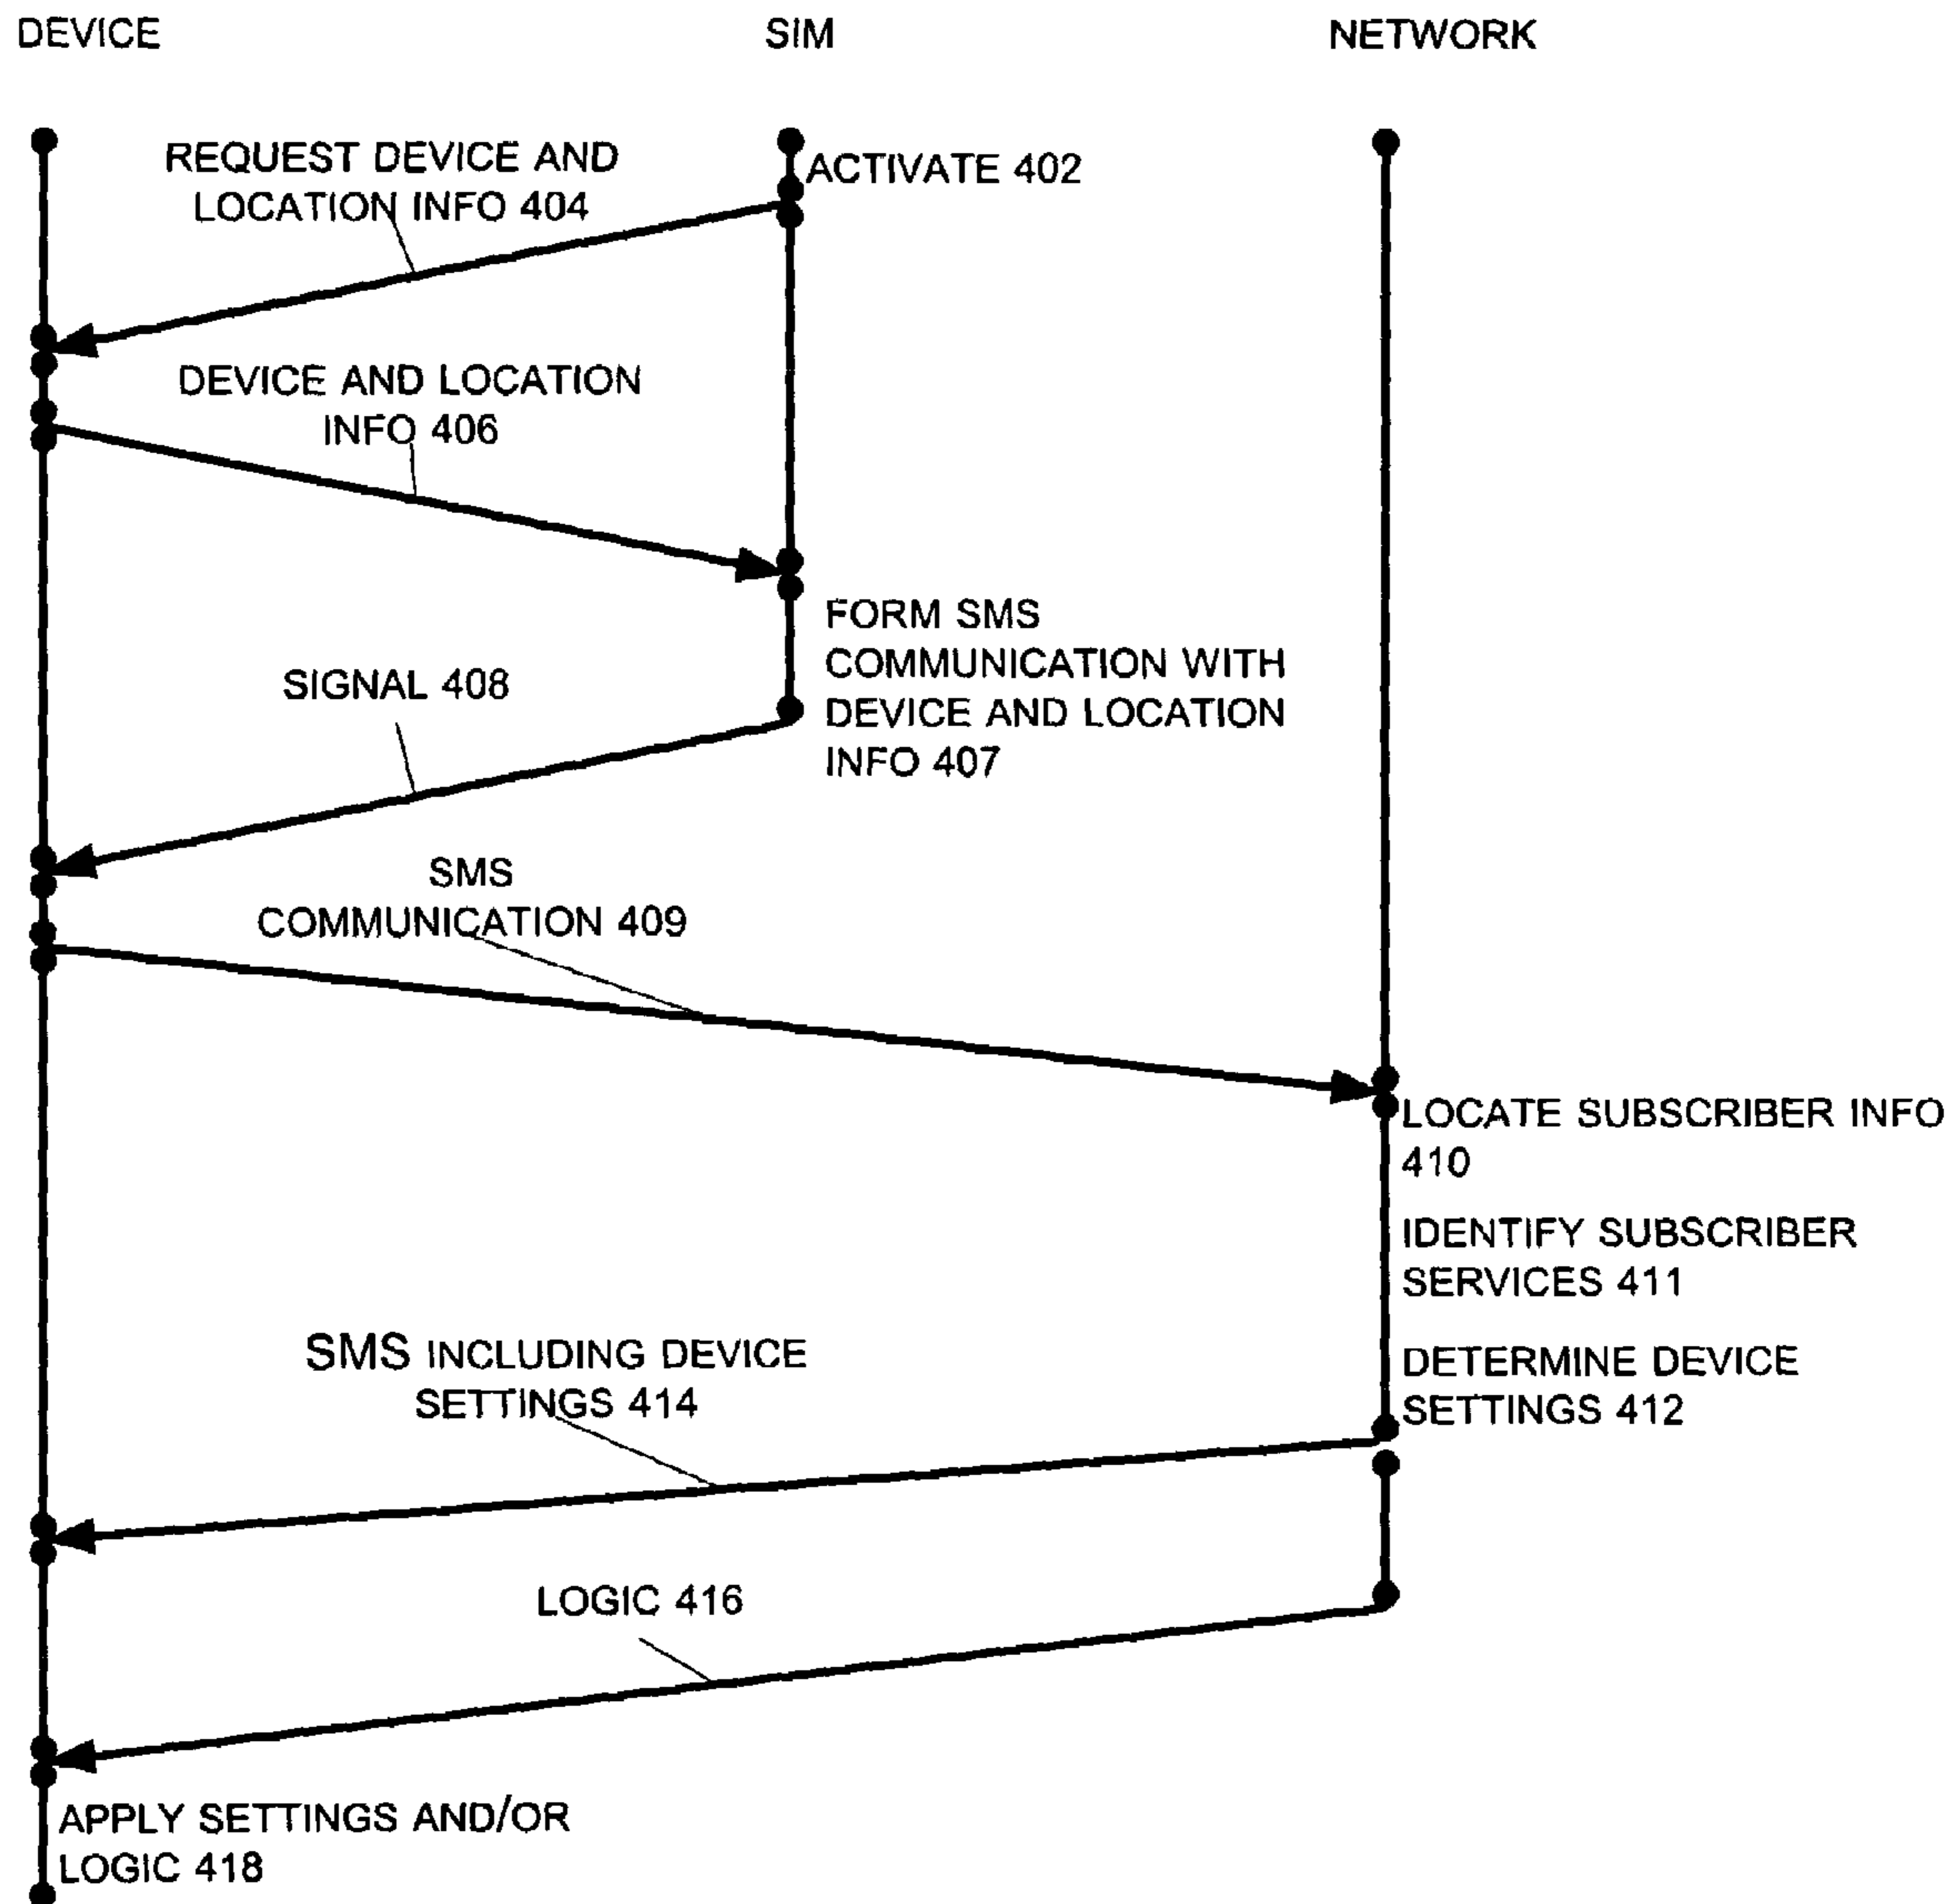 DEVICE
SIM
NETWORK
ACTIVATE 402
REQUEST DEVICE AND
LOCATION INFO 404
DEVICE AND LOCATION
INFO 406
FORM SMS
COMMUNICATION WITH
DEVICE AND LOCATION
INFO 407
SIGNAL 408
SMS
COMMUNICATION 409
LOCATE SUBSCRIBER INFO
410
IDENTIFY SUBSCRIBER
SERVICES 411
DETERMINE DEVICE
SETTINGS 412
SMS INCLUDING DEVICE
SETTINGS 414
LOGIC 416
APPLY SETTINGS AND/OR
LOGIC 418